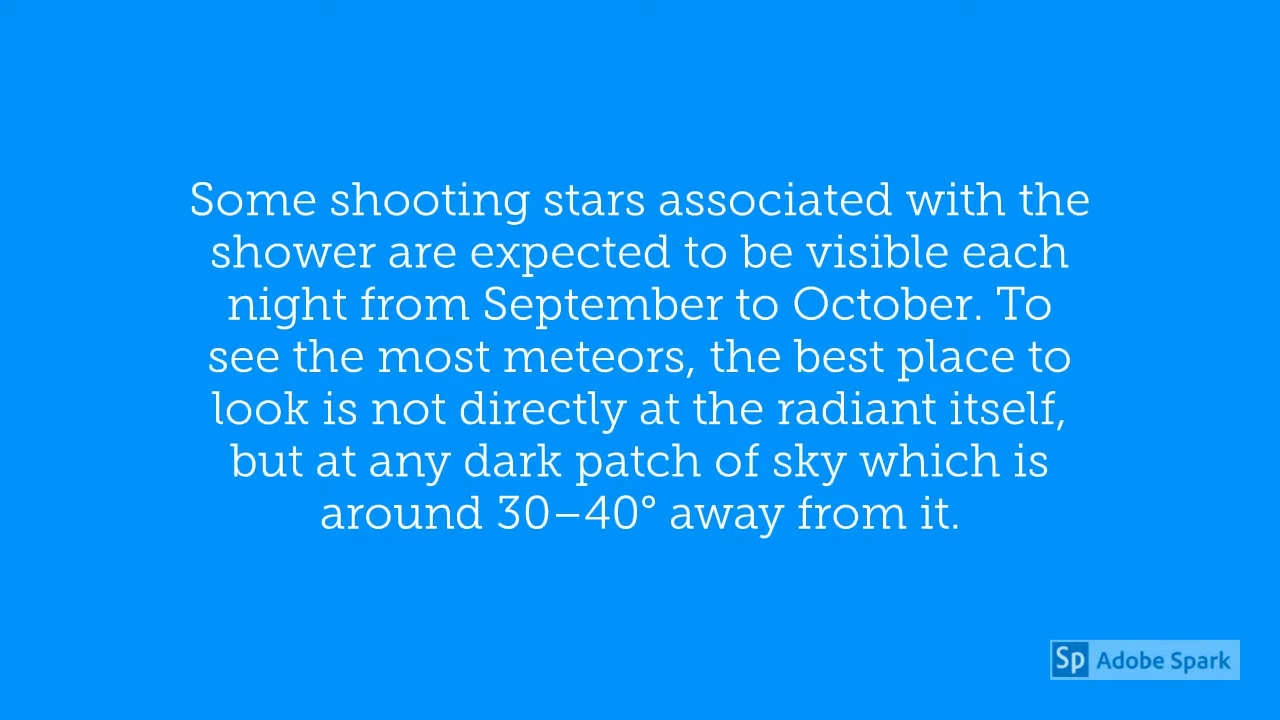 Some shooting stars associated with the
shower are expected to be visible each
night from September to October. To
see the most meteors, the best place to
look is not directly at the radiant itself,
but at any dark patch of sky which is
around 30–40° away from it.
Sp Adobe Spark